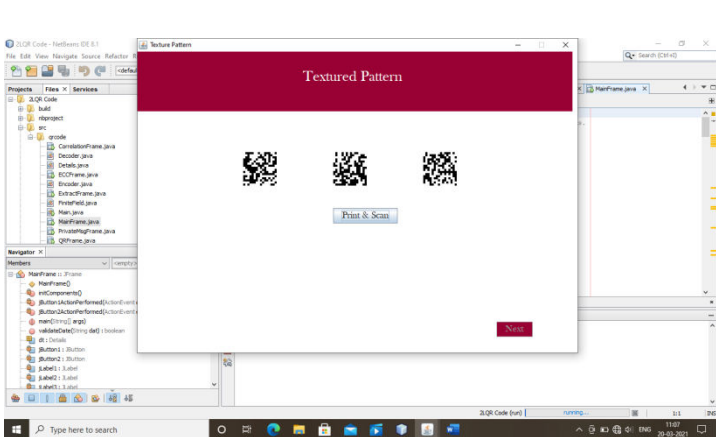 2LQR Code - NetBeans IDE 8.1
File Edit View Navigate Source Refactor
Search (Ctrl+I)
Texture Pattern
Textured Pattern
Print & Scan
Next
Projects Files Services
2LQR Code
build
nbproject
src
qrcode
CorrelationFrame.java
Decoder.java
Details.java
ECCFrame.java
Encoder.java
ExtractFrame.java
FiniteField.java
Main.java
MainFrame.java
PrivateMsgFrame.java
QRFrame.java
MainFrame.java
Navigator
Members
<empty>
MainFrame :: JFrame
MainFrame()
initComponents()
jButton1ActionPerformed(ActionEvent
jButton2ActionPerformed(ActionEvent
main(String[] args)
validateDate(String dat) : boolean
dt : Details
jButton1 : JButton
jButton2 : JButton
jLabel1 : JLabel
jLabel2 : JLabel
jLabel3 : JLabel
2LQR Code (run)
running...
1:1
INS
Type here to search
ENG
11:07
20-03-2021